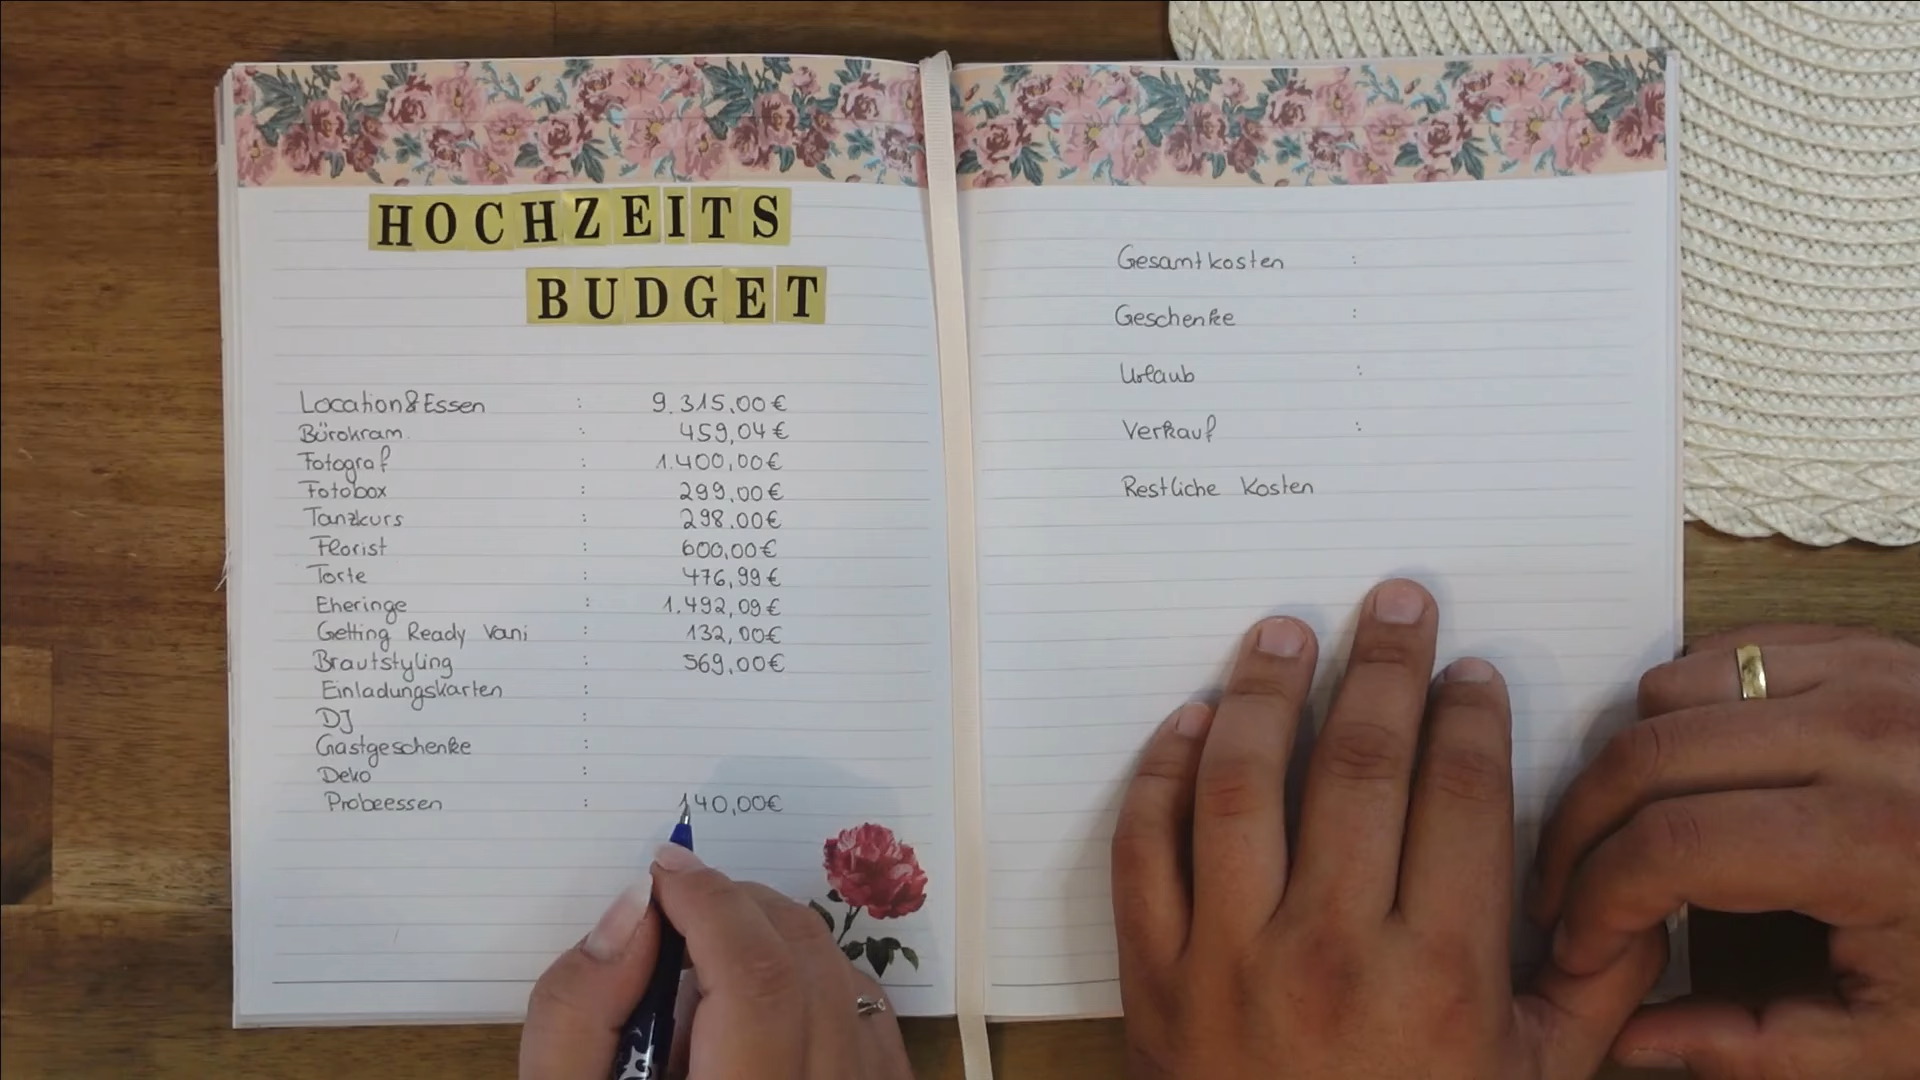 HOCHZEITS
BUDGET
Location&Essen : 9.315,00€
Bürokram : 459,04€
Fotograf : 1.400,00€
Fotobox : 299,00€
Tanzkurs : 298,00€
Florist : 600,00€
Torte : 476,99€
Eheringe : 1.492,09€
Getting Ready Vani : 132,00€
Brautstyling : 569,00€
Einladungskarten :
DJ :
Gastgeschenke :
Deko :
Probeessen : 140,00€
Gesamtkosten :
Geschenke :
Urlaub :
Verkauf :
Restliche Kosten